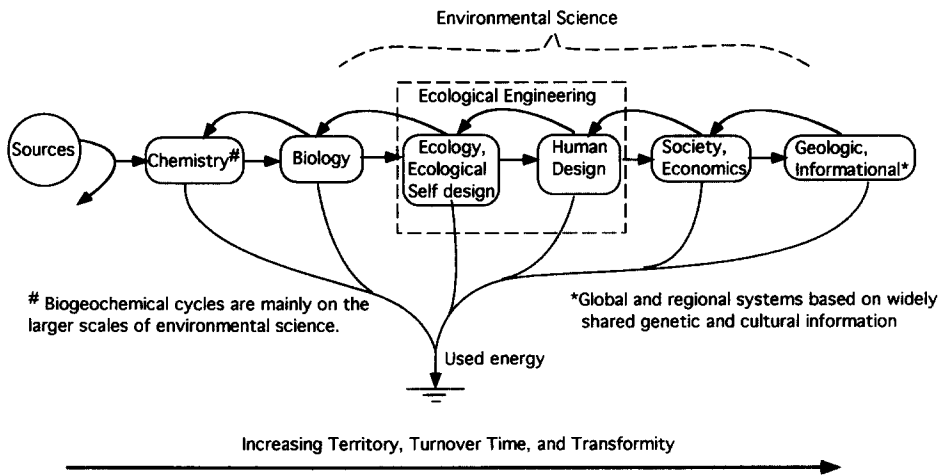 Environmental Science
Ecological Engineering
Sources
Chemistry#
Biology
Ecology,
Ecological
Self design
Human
Design
Society,
Economics
Geologic,
Informational*
# Biogeochemical cycles are mainly on the
larger scales of environmental science.
*Global and regional systems based on widely
shared genetic and cultural information
Used energy
Increasing Territory, Turnover Time, and Transformity